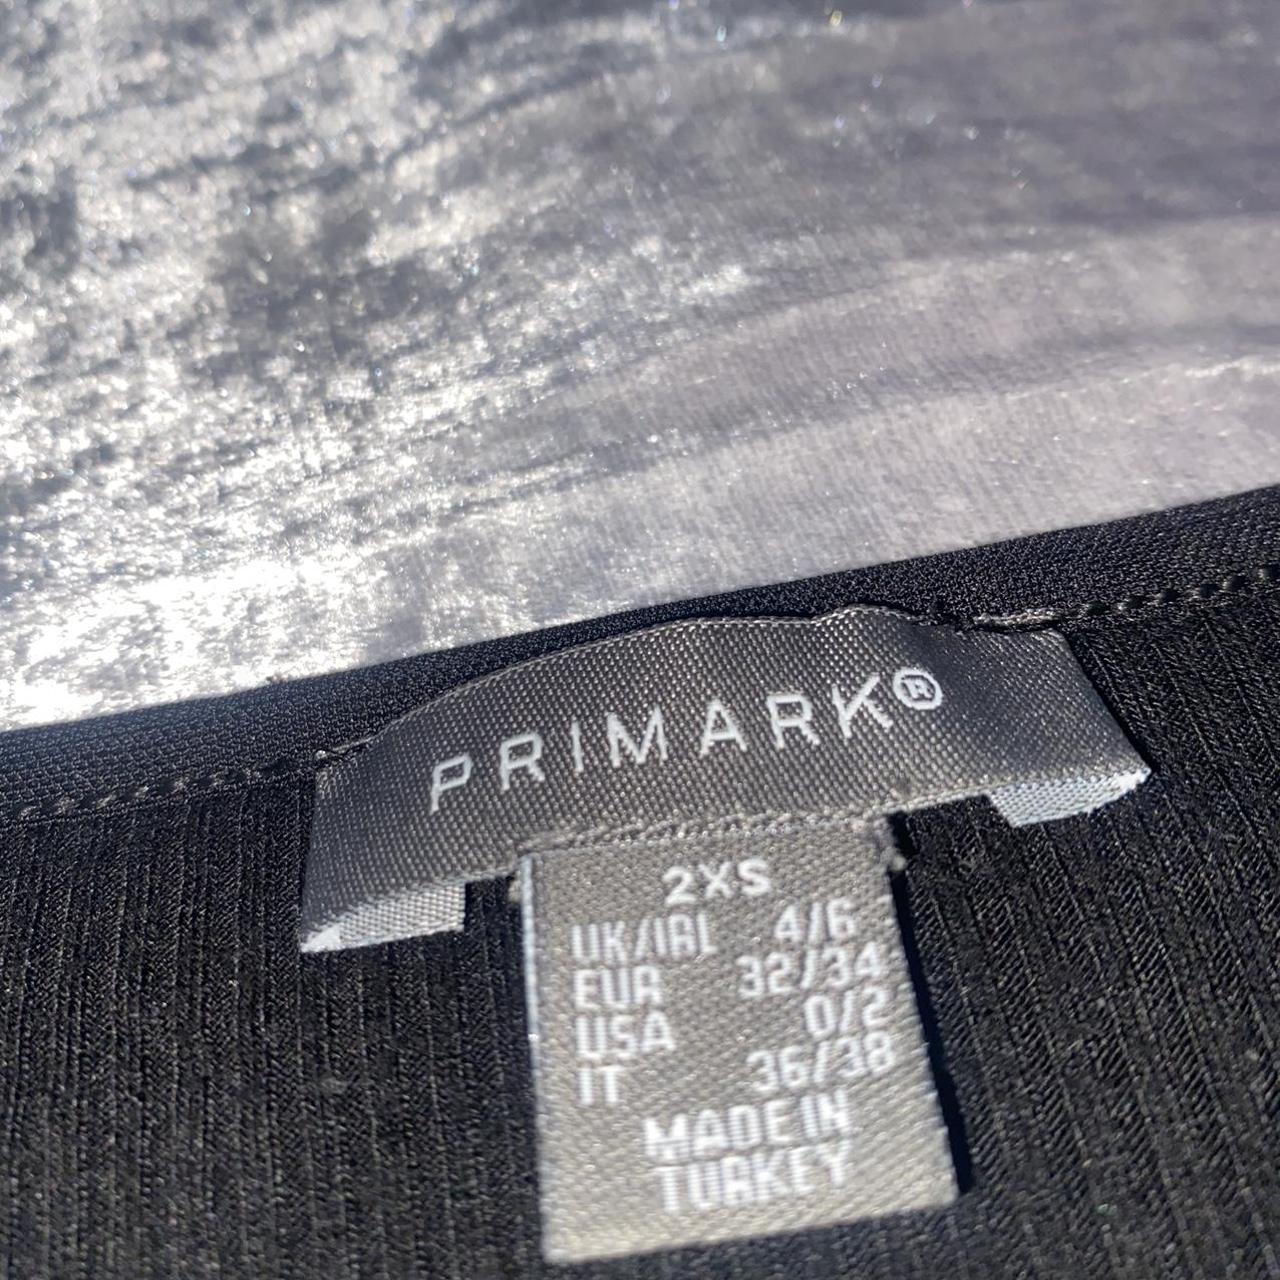 PRIMARK®
2XS
UK/IRL 4/6
EUR 32/34
USA 0/2
IT 36/38
MADE IN
TURKEY